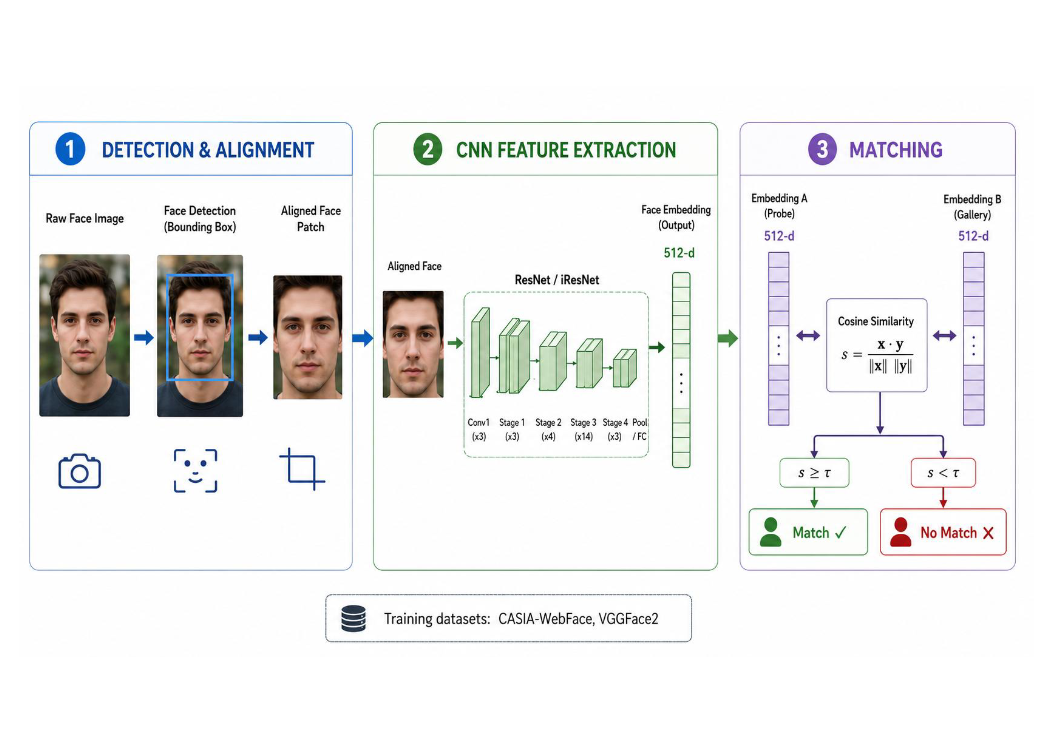 1 DETECTION & ALIGNMENT
Raw Face Image
Face Detection
(Bounding Box)
Aligned Face
Patch
2 CNN FEATURE EXTRACTION
Aligned Face
ResNet / iResNet
Conv1
(x3)
Stage 1
(x3)
Stage 2
(x4)
Stage 3
(x14)
Stage 4
(x3)
Pool
/ FC
Face Embedding
(Output)
512-d
3 MATCHING
Embedding A
(Probe)
512-d
Embedding B
(Gallery)
512-d
Cosine Similarity
s = x · y / ‖x‖ ‖y‖
s ≥ τ
s < τ
Match ✓
No Match X
Training datasets: CASIA-WebFace, VGGFace2